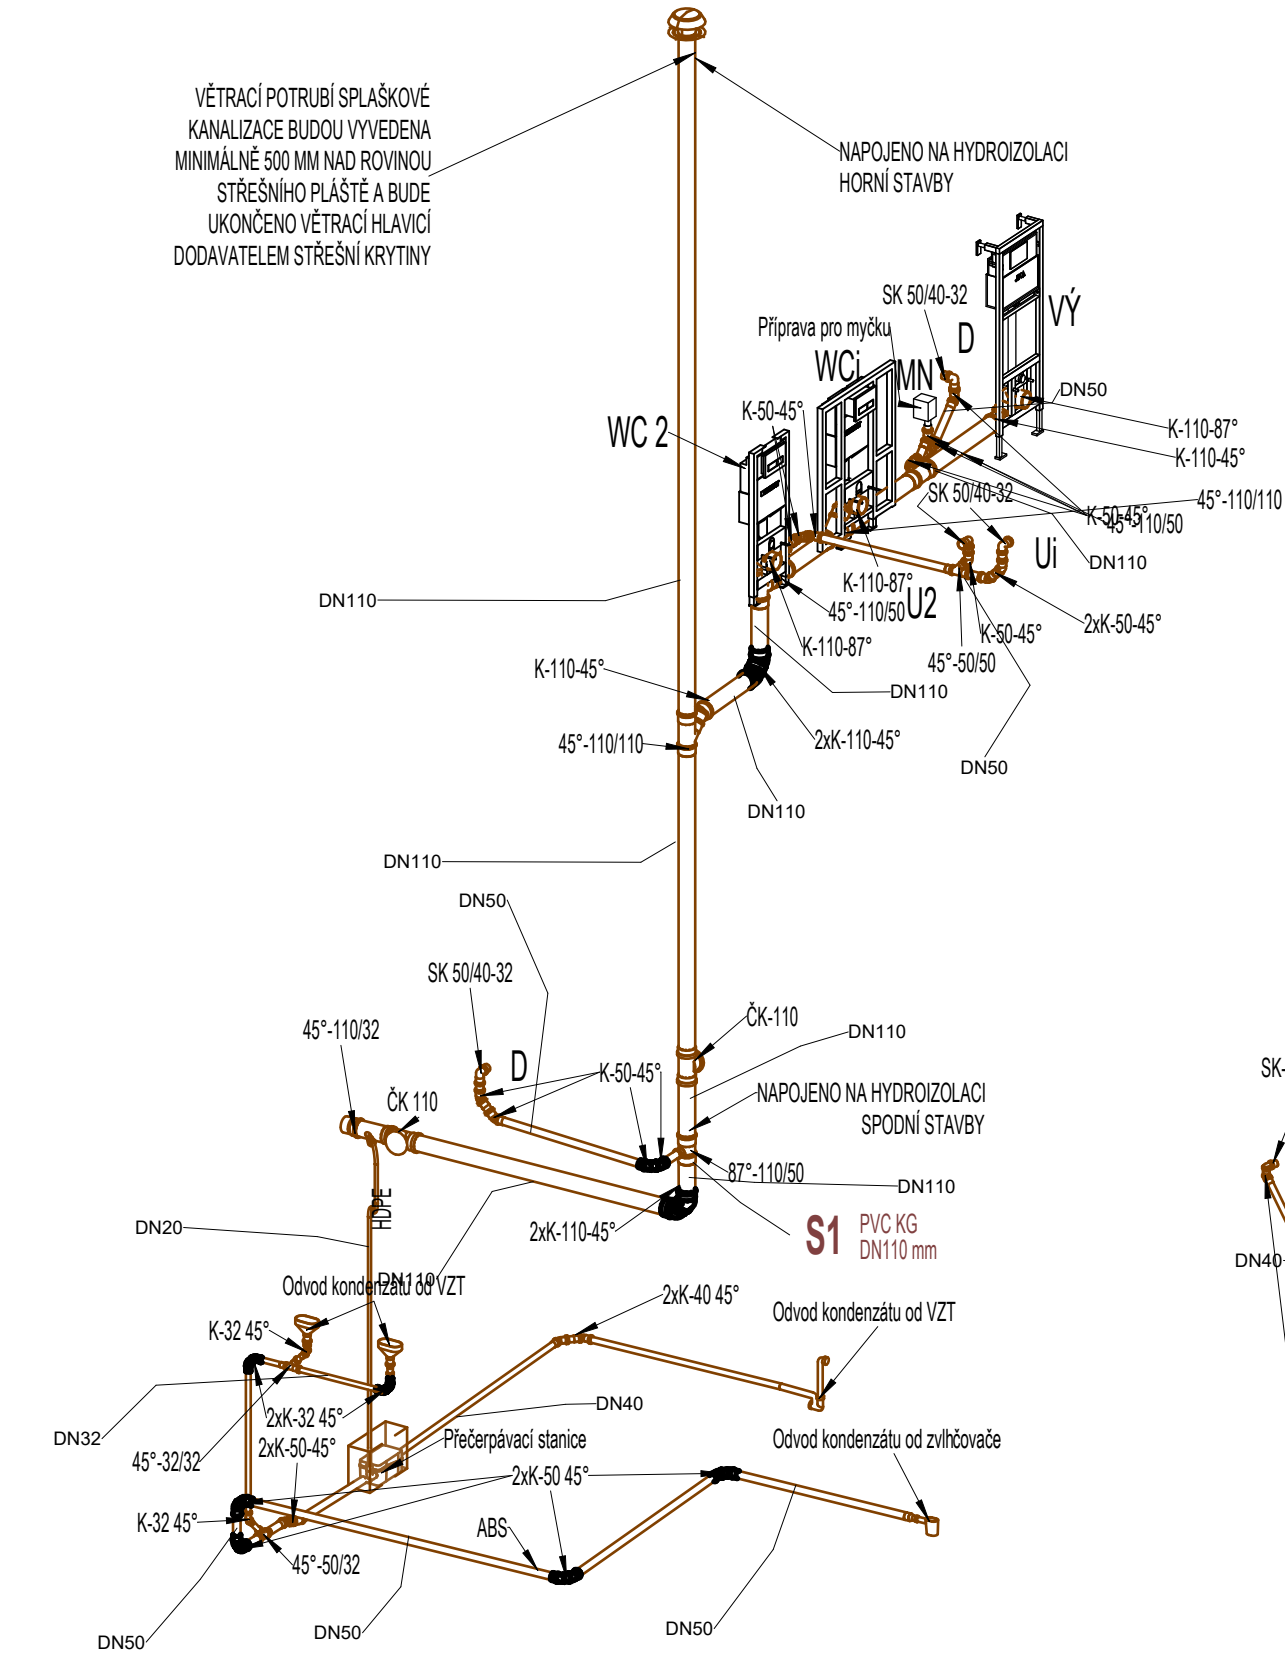 VĚTRACÍ POTRUBÍ SPLAŠKOVÉ
KANALIZACE BUDOU VYVEDENA
MINIMÁLNĚ 500 MM NAD ROVINOU
STŘEŠNÍHO PLÁŠTĚ A BUDE
UKONČENO VĚTRACÍ HLAVICÍ
DODAVATELEM STŘEŠNÍ KRYTINY
NAPOJENO NA HYDROIZOLACI
HORNÍ STAVBY
SK 50/40-32
VÝ
Příprava pro myčku
D
WCi
MN
DN50
K-50-45°
WC 2
K-110-87°
K-110-45°
SK 50/40-32
45°-110/110
K-50-45°
45°-110/50
Ui
DN110
K-110-87°
DN110
45°-110/50
U2
2xK-50-45°
K-50-45°
K-110-87°
45°-50/50
K-110-45°
DN110
2xK-110-45°
45°-110/110
DN50
DN110
DN110
DN50
SK 50/40-32
ČK-110
45°-110/32
DN110
D
K-50-45°
SK-
NAPOJENO NA HYDROIZOLACI
SPODNÍ STAVBY
ČK 110
87°-110/50
DN110
HDPE
DN20
2xK-110-45°
S1
PVC KG
DN110 mm
DN40
DN110
Odvod kondenzátu od VZT
2xK-40 45°
Odvod kondenzátu od VZT
K-32 45°
DN40
2xK-32 45°
DN32
45°-32/32
2xK-50-45°
Přečerpávací stanice
Odvod kondenzátu od zvlhčovače
2xK-50 45°
K-32 45°
ABS
45°-50/32
DN50
DN50
DN50